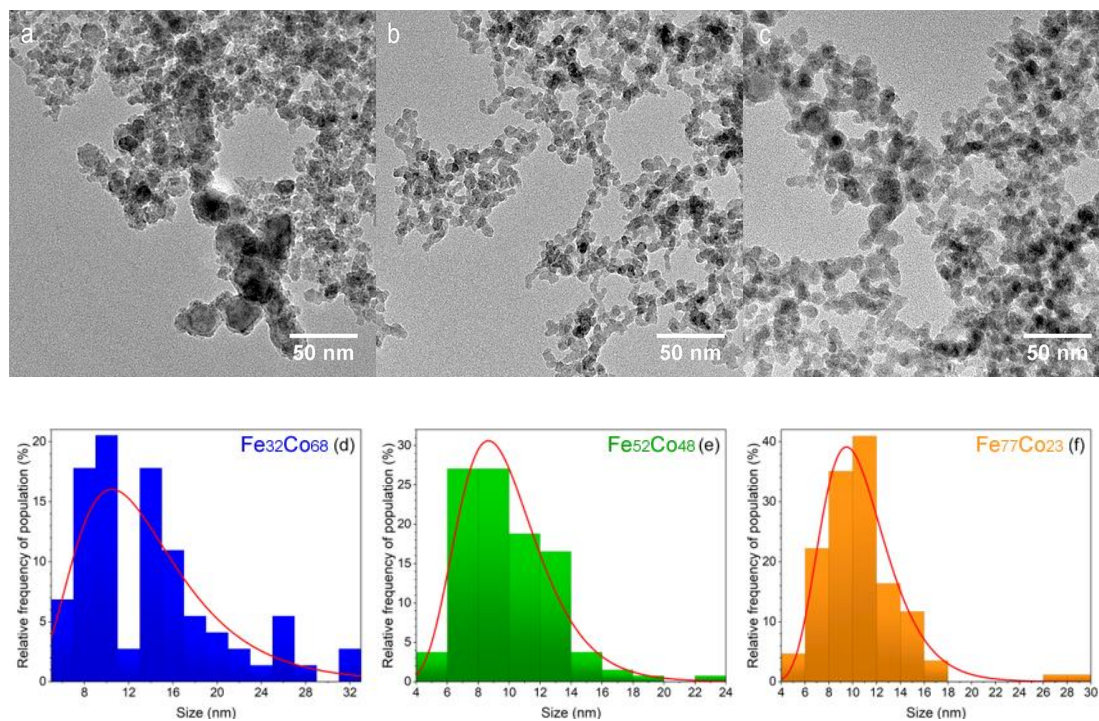 a
b
c
50 nm
50 nm
50 nm
Fe32Co68 (d)
Relative frequency of population (%)
20
15
10
5
0
8 12 16 20 24 28 32
Size (nm)
Fe52Co48 (e)
Relative frequency of population (%)
30
25
20
15
10
5
0
4 6 8 10 12 14 16 18 20 22 24
Size (nm)
Fe77Co23 (f)
Relative frequency of population (%)
40
30
20
10
0
4 6 8 10 12 14 16 18 20 22 24 26 28 30
Size (nm)